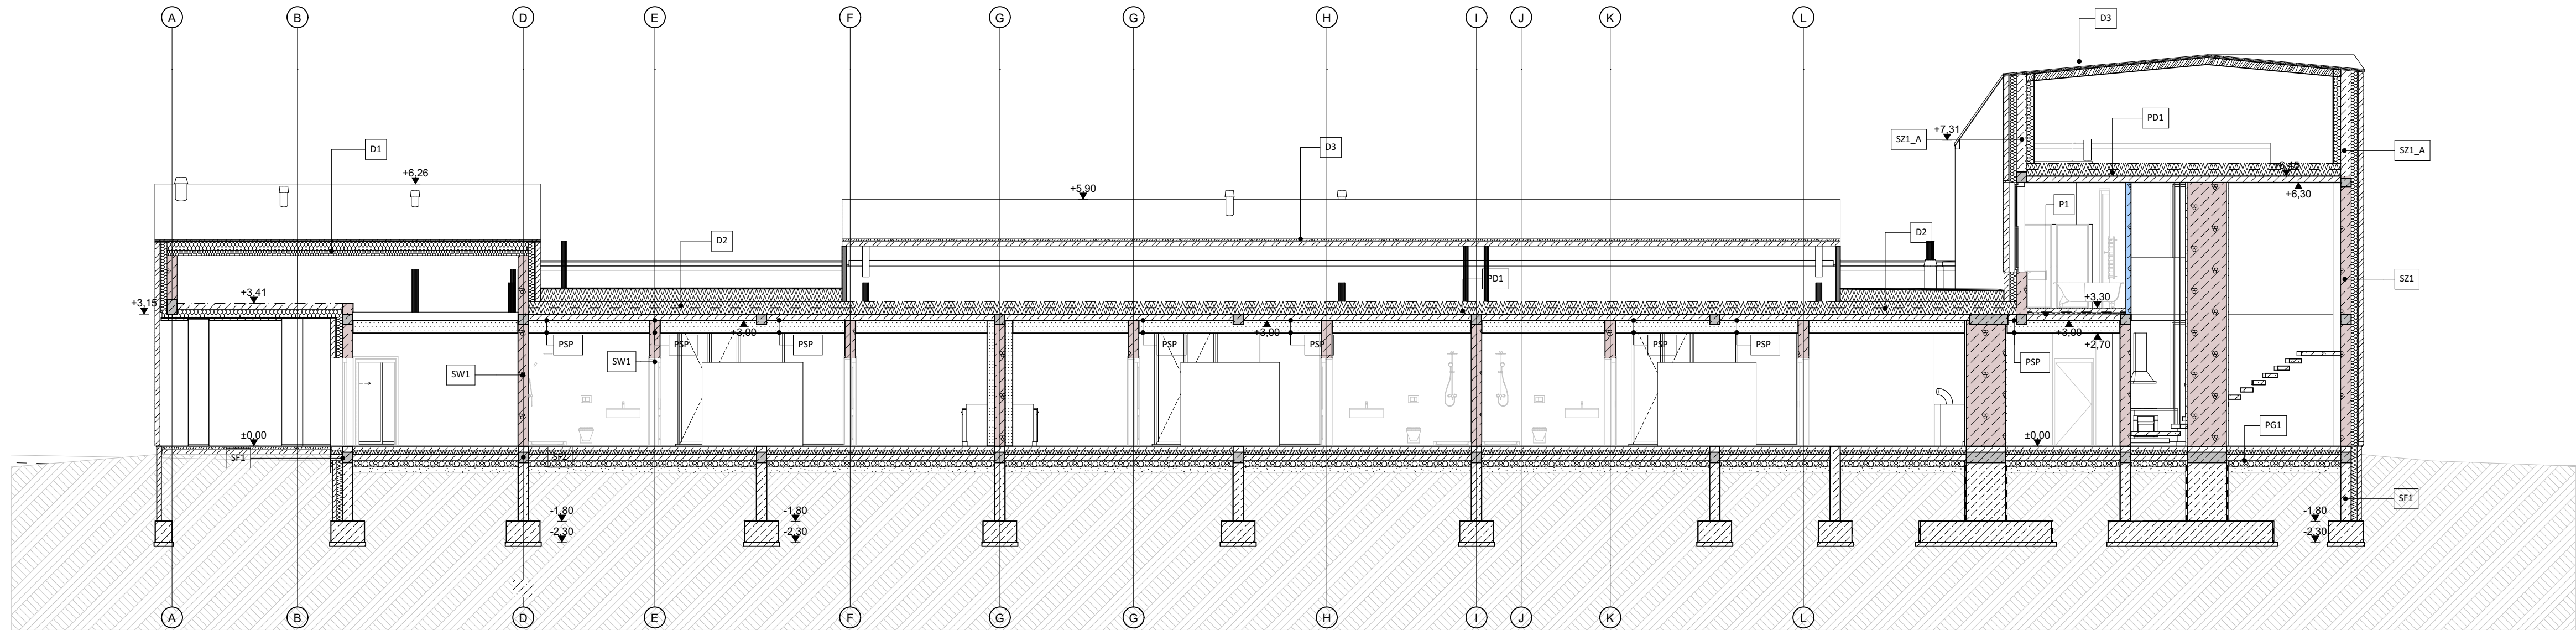 A B D E F G G H I J K L
D3
D1
D3
PD1
+7,31
SZ1_A
SZ1_A
+6,26
+5,90
+6,45
+6,30
P1
D2
D2
PD1
SZ1
+3,15
+3,41
+3,30
+3,00
+3,00
+3,00
+2,70
PSP
PSP
PSP
PSP
PSP
PSP
PSP
PSP
SW1
SW1
±0,00
±0,00
PG1
SF1
SF2
SF1
-1,80
-2,30
-1,80
-2,30
-1,80
-2,30
A B D E F G G H I J K L